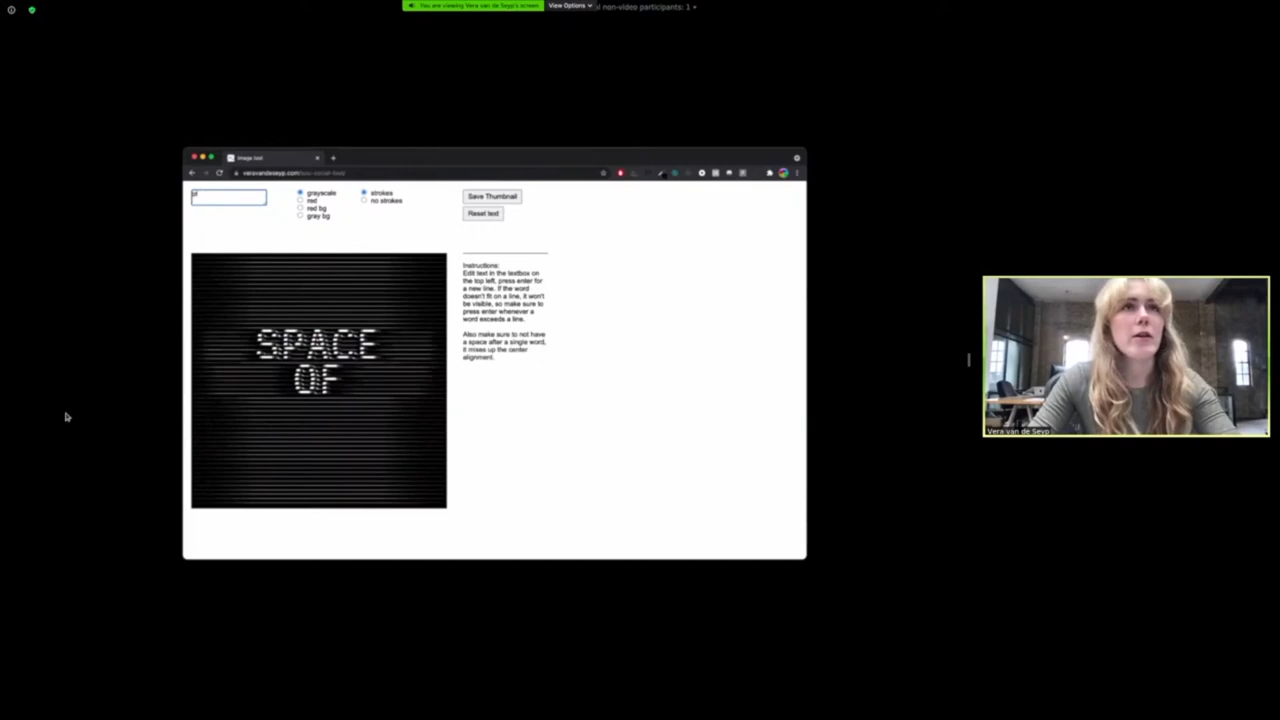 You are viewing Vera van de Seyp's screen
View Options
l non-video participants: 1
image text
veravandeseyp.com
of
grayscale
red
red bg
gray bg
strokes
no strokes
Save Thumbnail
Reset text
SPACE
OF
Instructions:
Edit text in the textbox on
the top left, press enter for
a new line. If the word
doesn't fit on a line, it won't
be visible, so make sure to
press enter whenever a
word exceeds a line.
Also make sure to not have
a space after a single word,
it mixes up the center
alignment.
Vera van de Seyp